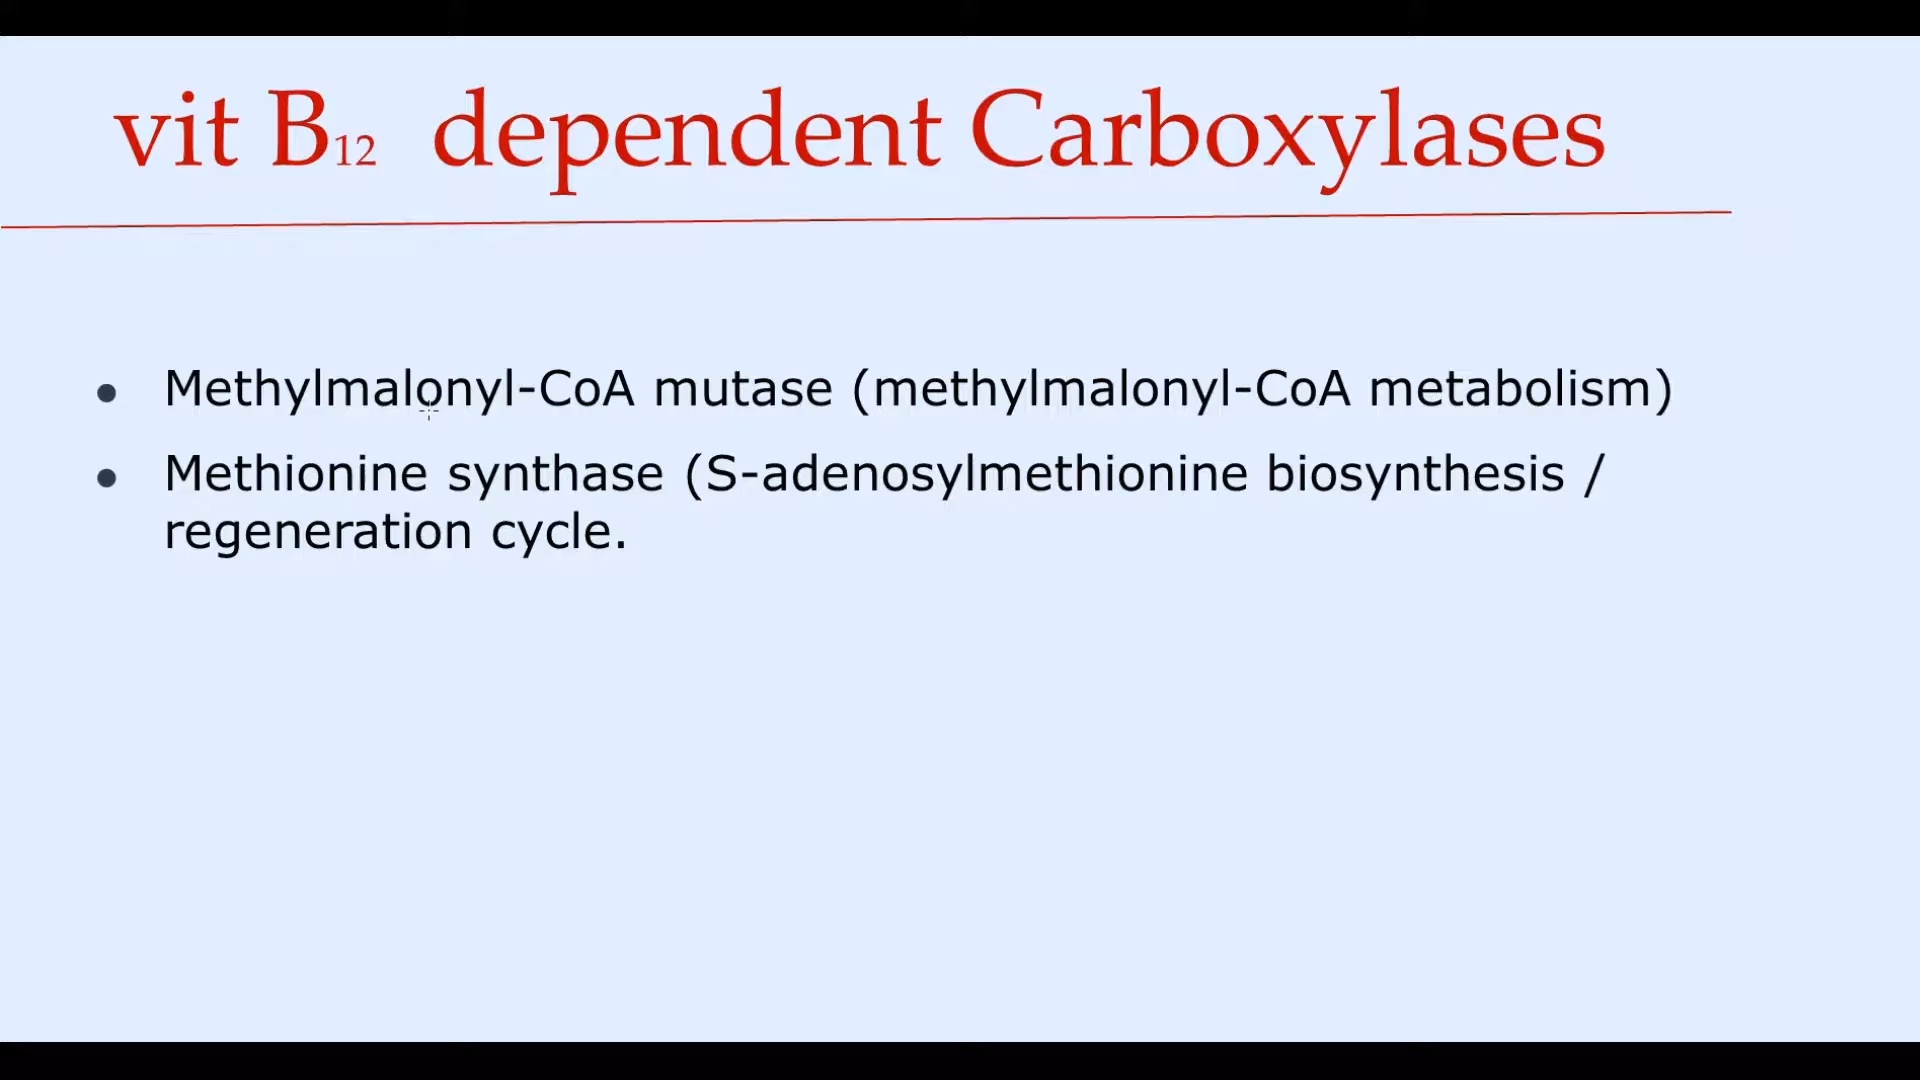 vit B12 dependent Carboxylases
• Methylmalonyl-CoA mutase (methylmalonyl-CoA metabolism)
• Methionine synthase (S-adenosylmethionine biosynthesis /
regeneration cycle.